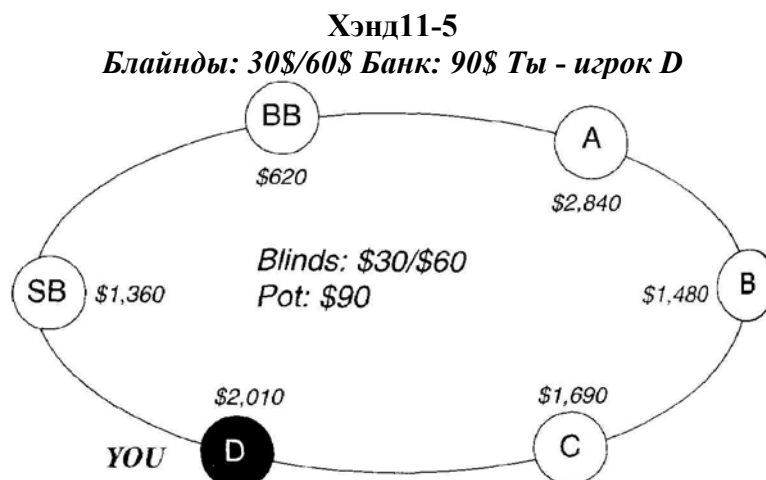 Хэнд11-5
Блайнды: 30$/60$ Банк: 90$ Ты - игрок D
BB
A
$620
$2,840
Blinds: $30/$60
Pot: $90
SB
$1,360
$1,480
B
$2,010
$1,690
YOU
D
C